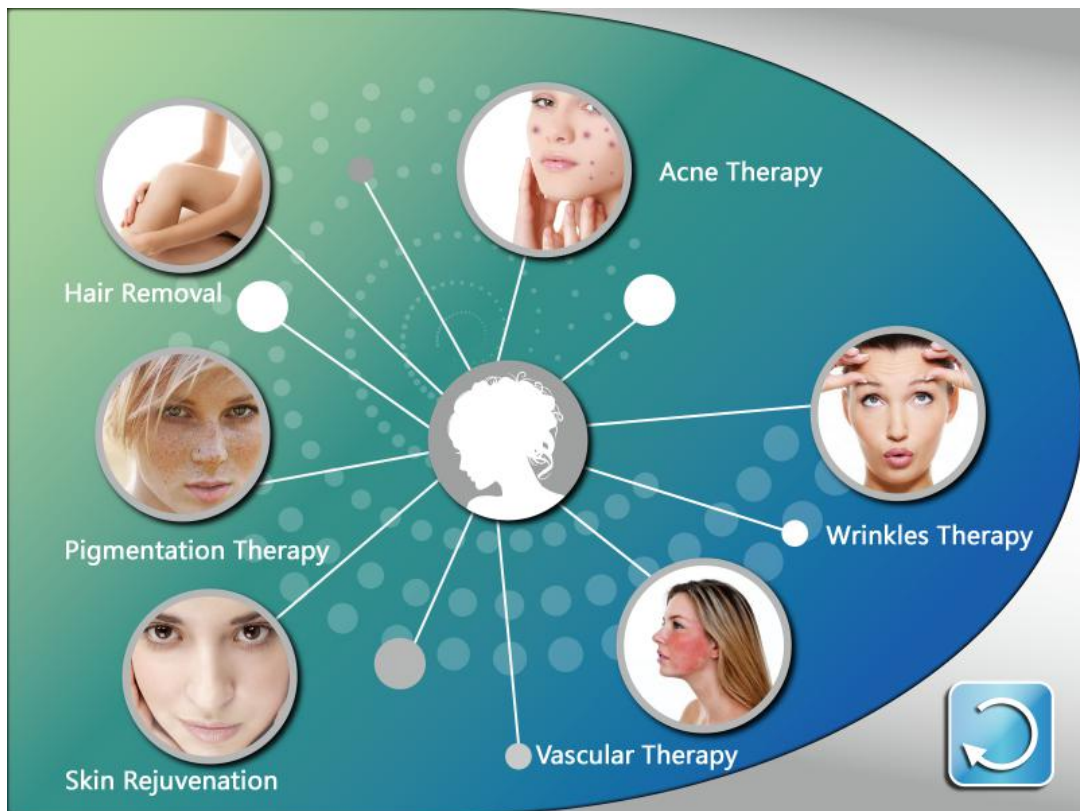 Acne Therapy
Hair Removal
Wrinkles Therapy
Pigmentation Therapy
Vascular Therapy
Skin Rejuvenation